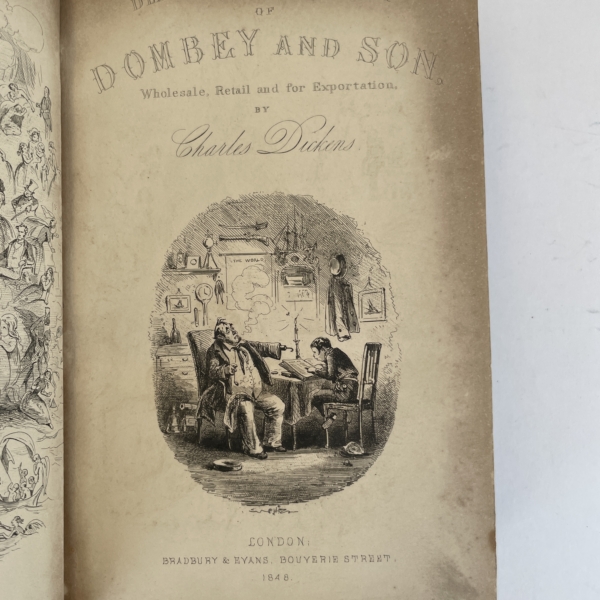 OF
DOMBEY AND SON,
Wholesale, Retail and for Exportation,
BY
Charles Dickens.
LONDON:
BRADBURY & EVANS, BOUVERIE STREET.
1848.